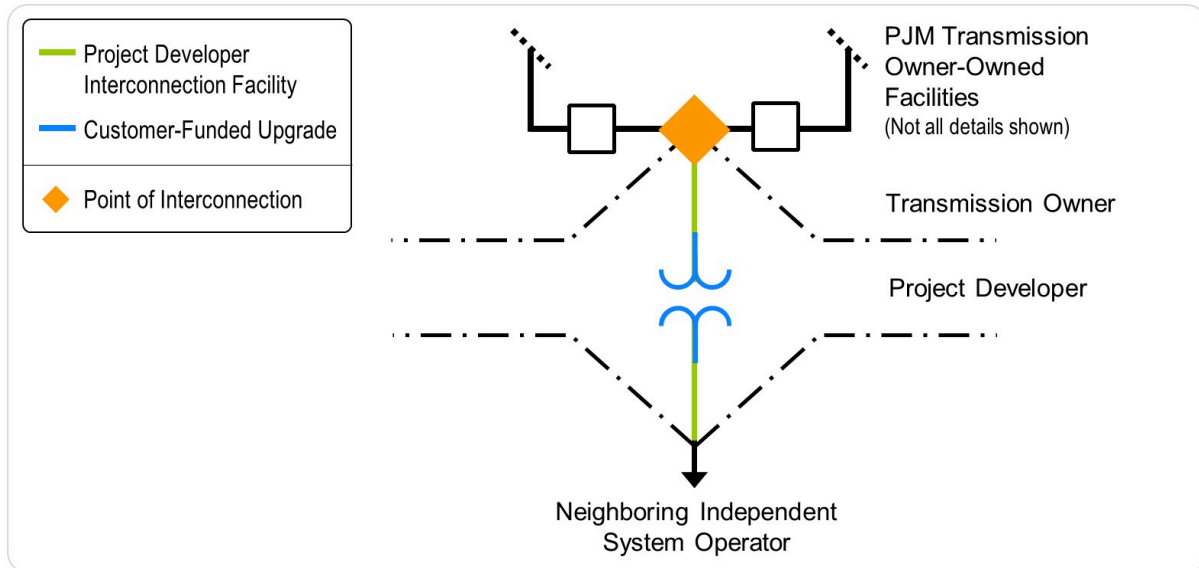 Project Developer
Interconnection Facility
Customer-Funded Upgrade
Point of Interconnection
PJM Transmission
Owner-Owned
Facilities
(Not all details shown)
Transmission Owner
Project Developer
Neighboring Independent
System Operator